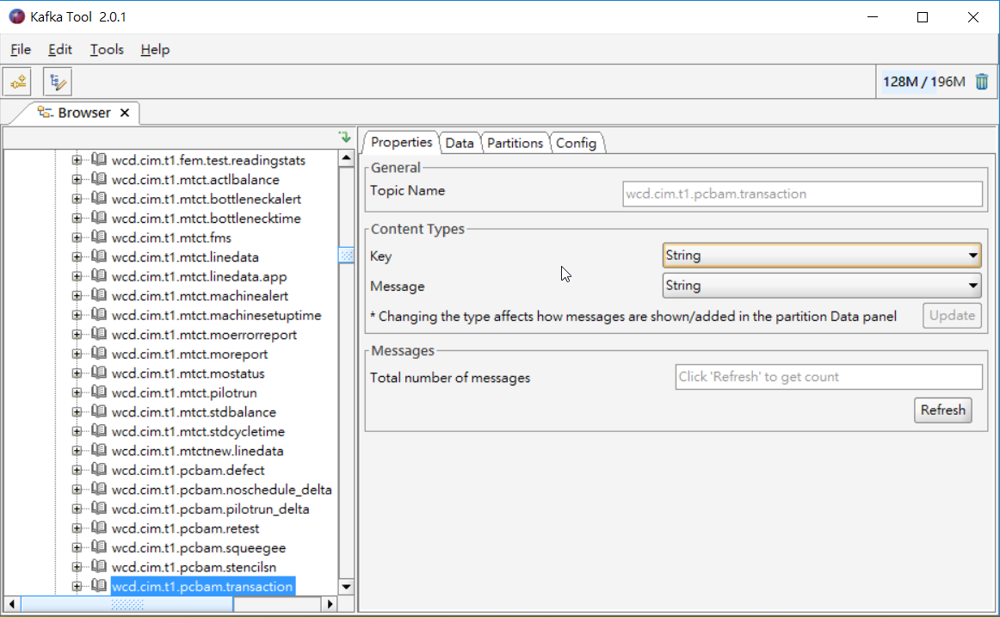 Kafka Tool 2.0.1
File Edit Tools Help
128M / 196M
Browser
wcd.cim.t1.fem.test.readingstats
wcd.cim.t1.mtct.actlbalance
wcd.cim.t1.mtct.bottleneckalert
wcd.cim.t1.mtct.bottlenecktime
wcd.cim.t1.mtct.fms
wcd.cim.t1.mtct.linedata
wcd.cim.t1.mtct.linedata.app
wcd.cim.t1.mtct.machinealert
wcd.cim.t1.mtct.machinesetuptime
wcd.cim.t1.mtct.moerrorreport
wcd.cim.t1.mtct.moreport
wcd.cim.t1.mtct.mostatus
wcd.cim.t1.mtct.pilotrun
wcd.cim.t1.mtct.stdbalance
wcd.cim.t1.mtct.stdcycletime
wcd.cim.t1.mtctnew.linedata
wcd.cim.t1.pcbam.defect
wcd.cim.t1.pcbam.noschedule_delta
wcd.cim.t1.pcbam.pilotrun_delta
wcd.cim.t1.pcbam.retest
wcd.cim.t1.pcbam.squeegee
wcd.cim.t1.pcbam.stencilsn
wcd.cim.t1.pcbam.transaction
Properties Data Partitions Config
General
Topic Name wcd.cim.t1.pcbam.transaction
Content Types
Key String
Message String
* Changing the type affects how messages are shown/added in the partition Data panel Update
Messages
Total number of messages Click 'Refresh' to get count
Refresh